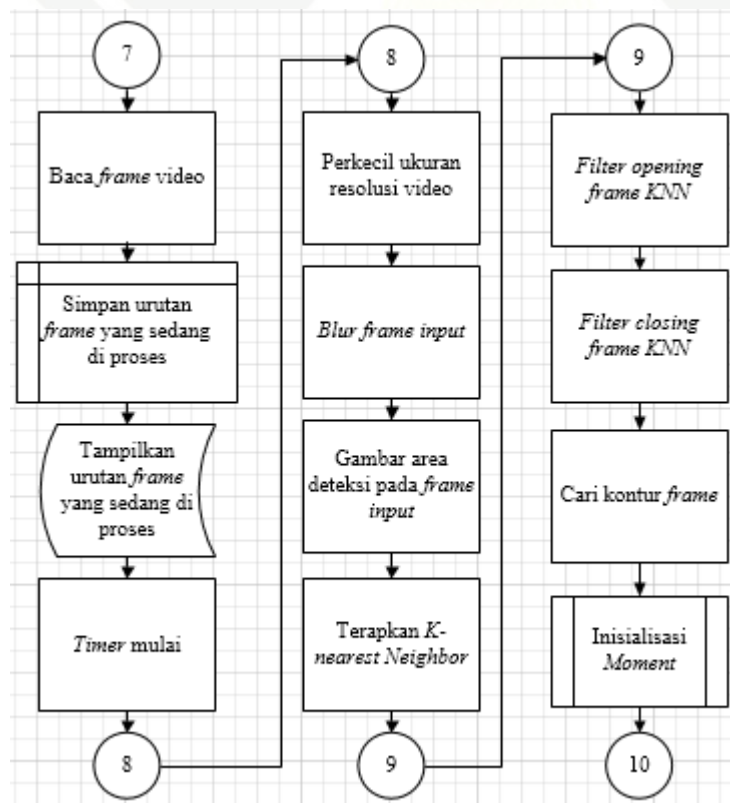 7
Baca frame video
Simpan urutan
frame yang sedang
di proses
Tampilkan
urutan frame
yang sedang di
proses
Timer mulai
8
8
Perkecil ukuran
resolusi video
Blur frame input
Gambar area
deteksi pada frame
input
Terapkan K-
nearest Neighbor
9
9
Filter opening
frame KNN
Filter closing
frame KNN
Cari kontur frame
Inisialisasi
Moment
10